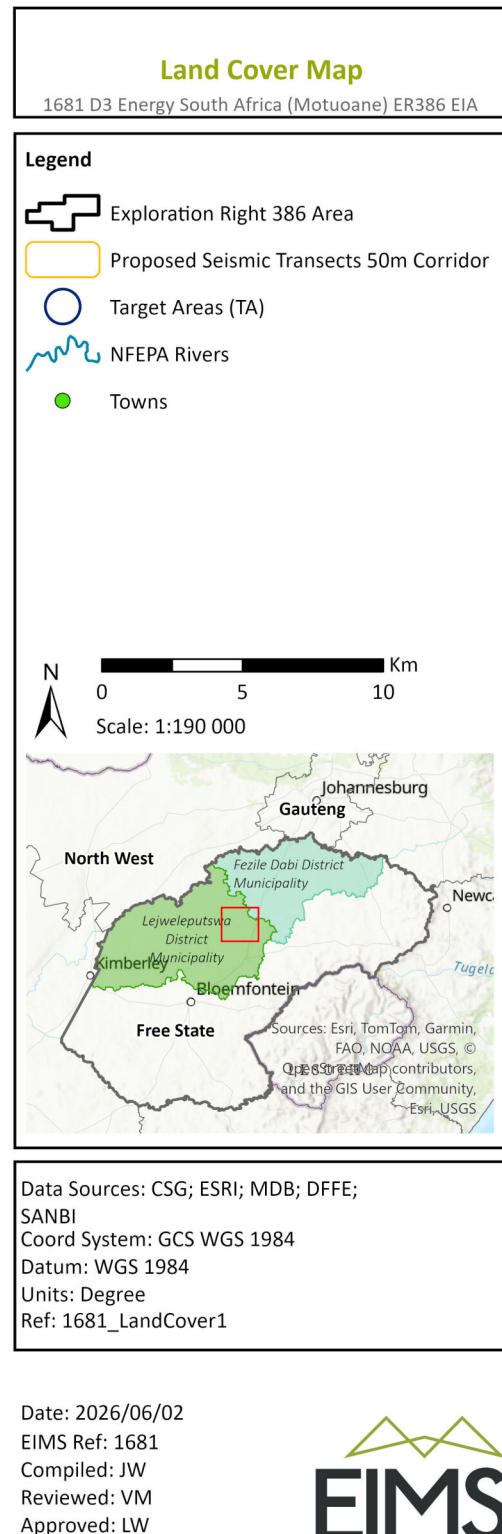 Land Cover Map
1681 D3 Energy South Africa (Motuoane) ER386 EIA
Legend
Exploration Right 386 Area
Proposed Seismic Transects 50m Corridor
Target Areas (TA)
NFEPA Rivers
Towns
N
Km
0 5 10
Scale: 1:190 000
Johannesburg
Gauteng
North West
Fezile Dabi District
Municipality
Newca
Lejweleputswa
District
Municipality
Kimberley
Tugela
Bloemfontein
Free State
Sources: Esri, TomTom, Garmin,
FAO, NOAA, USGS, ©
OpenStreetMap contributors,
and the GIS User Community,
Esri, USGS
Data Sources: CSG; ESRI; MDB; DFFE;
SANBI
Coord System: GCS WGS 1984
Datum: WGS 1984
Units: Degree
Ref: 1681_LandCover1
Date: 2026/06/02
EIMS Ref: 1681
Compiled: JW
Reviewed: VM
Approved: LW
EIMS